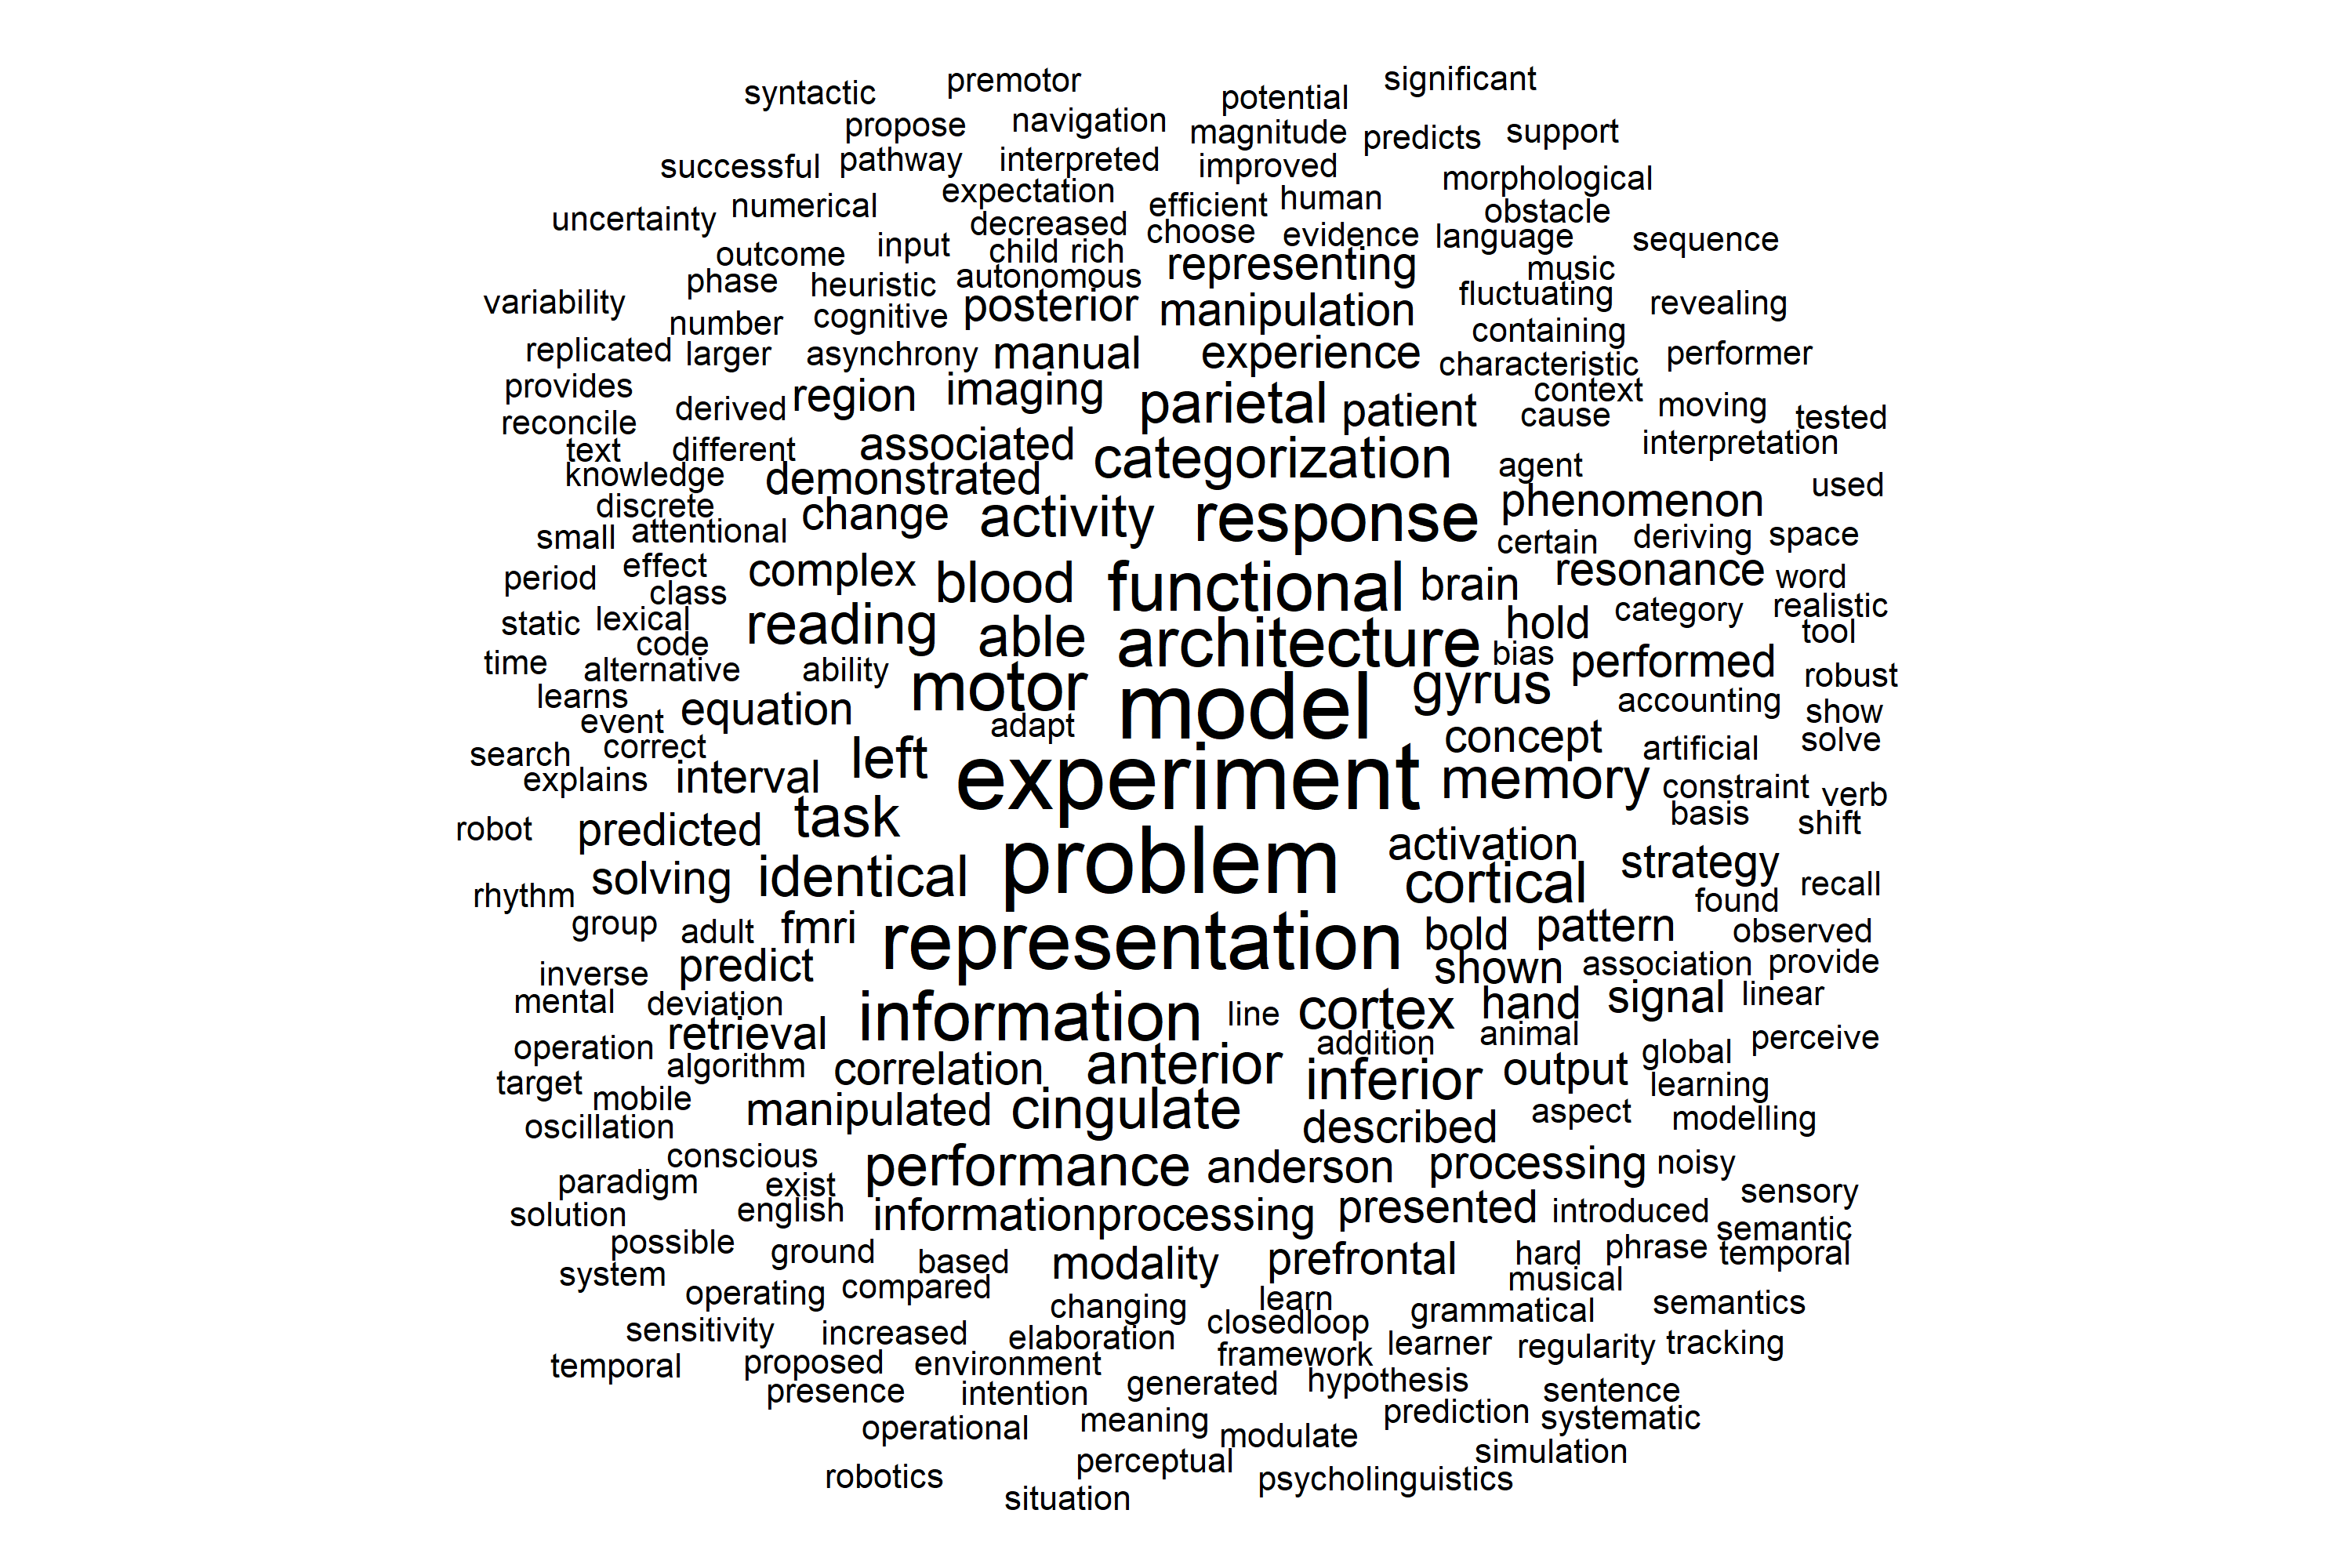 syntactic premotor significant
potential
propose navigation magnitude predicts support
successful pathway interpreted improved
morphological
uncertainty numerical expectation efficient human
obstacle
decreased choose evidence language sequence
outcome input child rich
representing music
phase heuristic autonomous
variability posterior manipulation fluctuating revealing
number cognitive containing
replicated larger asynchrony manual experience characteristic performer
provides region imaging parietal patient context
derived cause moving tested
reconcile
text different associated categorization interpretation
knowledge demonstrated agent used
discrete change activity response phenomenon
small attentional certain deriving space
period effect complex blood functional brain resonance word
class
static lexical reading able architecture hold category realistic
code tool
time alternative ability motor model gyrus bias performed robust
learns
event equation adapt accounting show
search correct left concept artificial solve
explains interval experiment memory constraint verb
robot predicted task basis shift
problem activation
rhythm solving identical cortical strategy recall
found
group adult fmri representation bold pattern observed
inverse predict shown association provide
mental deviation information line cortex hand signal linear
operation retrieval addition animal global perceive
target algorithm correlation anterior inferior output learning
mobile
oscillation manipulated cingulate described aspect modelling
conscious performance anderson processing noisy
paradigm exist sensory
solution english informationprocessing presented introduced semantic
possible ground based modality prefrontal hard phrase temporal
system operating compared musical
changing learn grammatical semantics
sensitivity increased elaboration closedloop learner regularity tracking
temporal proposed environment framework
presence intention generated hypothesis sentence
operational meaning modulate prediction systematic
perceptual simulation
robotics psycholinguistics
situation